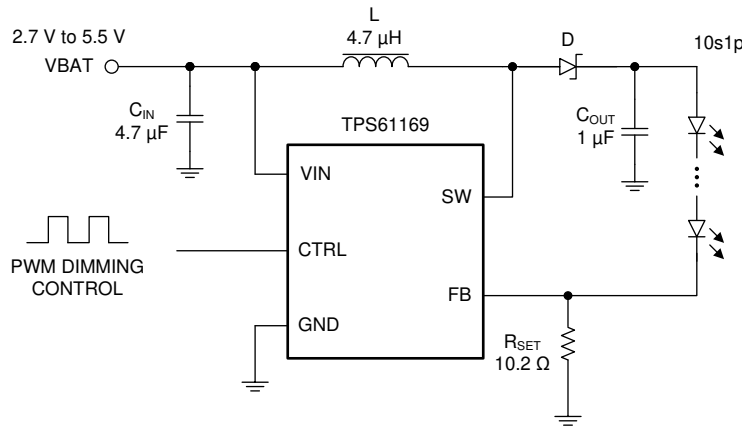 2.7 V to 5.5 V
VBAT
L
4.7 µH
D
10s1p
CIN
4.7 µF
TPS61169
COUT
1 µF
VIN
SW
CTRL
PWM DIMMING
CONTROL
FB
GND
RSET
10.2 Ω